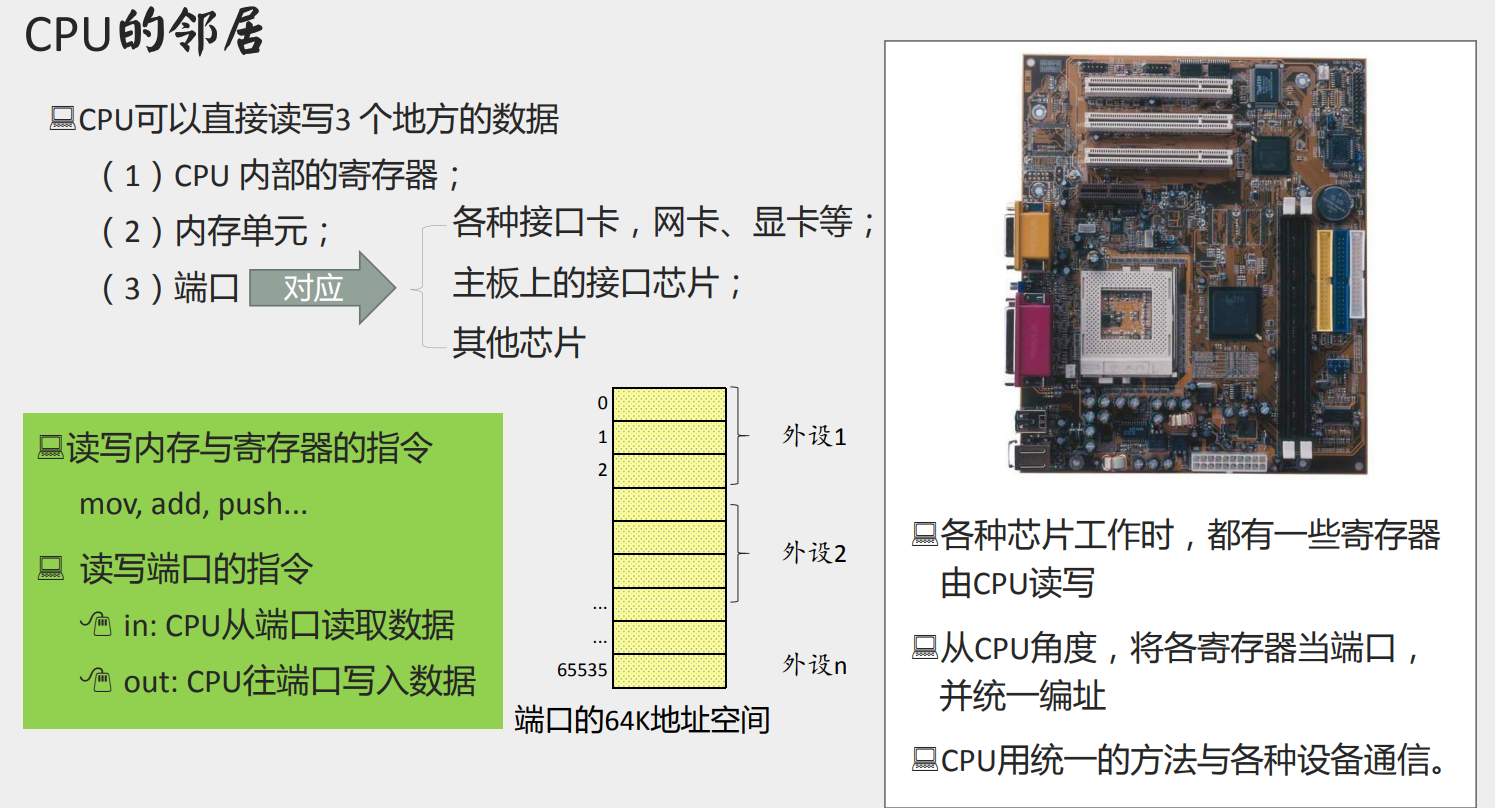 CPU的邻居
CPU可以直接读写3 个地方的数据
（1）CPU 内部的寄存器；
（2）内存单元；
（3）端口
对应
各种接口卡，网卡、显卡等；
主板上的接口芯片；
其他芯片
读写内存与寄存器的指令
mov, add, push...
读写端口的指令
in: CPU从端口读取数据
out: CPU往端口写入数据
0
1
2
...
...
65535
外设1
外设2
外设n
端口的64K地址空间
各种芯片工作时，都有一些寄存器
由CPU读写
从CPU角度，将各寄存器当端口，
并统一编址
CPU用统一的方法与各种设备通信。